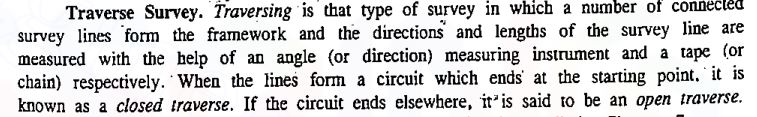 Traverse Survey. Traversing is that type of survey in which a number of connected
survey lines form the framework and the directions and lengths of the survey line are
measured with the help of an angle (or direction) measuring instrument and a tape (or
chain) respectively. When the lines form a circuit which ends at the starting point, it is
known as a closed traverse. If the circuit ends elsewhere, it is said to be an open traverse.